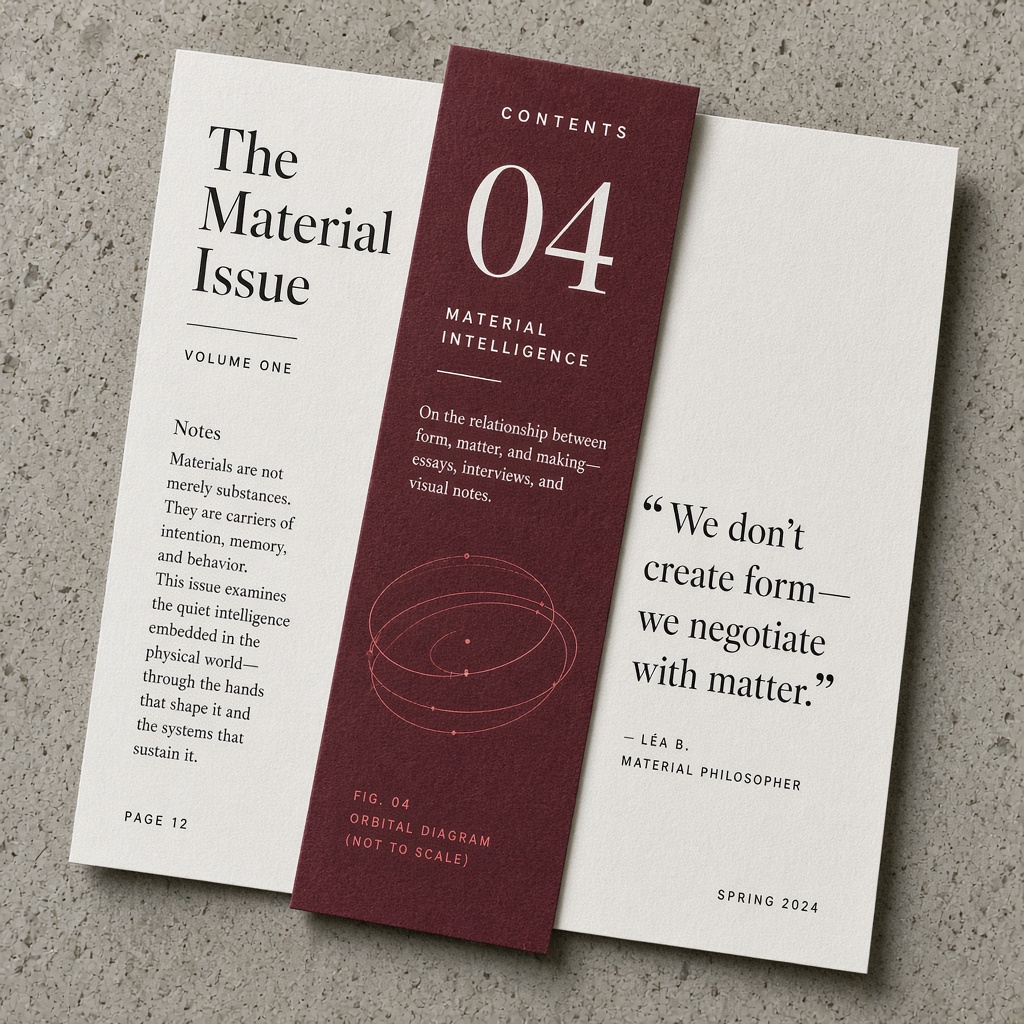 The
Material
Issue
VOLUME ONE
Notes
Materials are not
merely substances.
They are carriers of
intention, memory,
and behavior.
This issue examines
the quiet intelligence
embedded in the
physical world—
through the hands
that shape it and
the systems that
sustain it.
PAGE 12
CONTENTS
04
MATERIAL
INTELLIGENCE
On the relationship between
form, matter, and making—
essays, interviews, and
visual notes.
FIG. 04
ORBITAL DIAGRAM
(NOT TO SCALE)
“We don’t
create form—
we negotiate
with matter.”
— LÉA B.
MATERIAL PHILOSOPHER
SPRING 2024